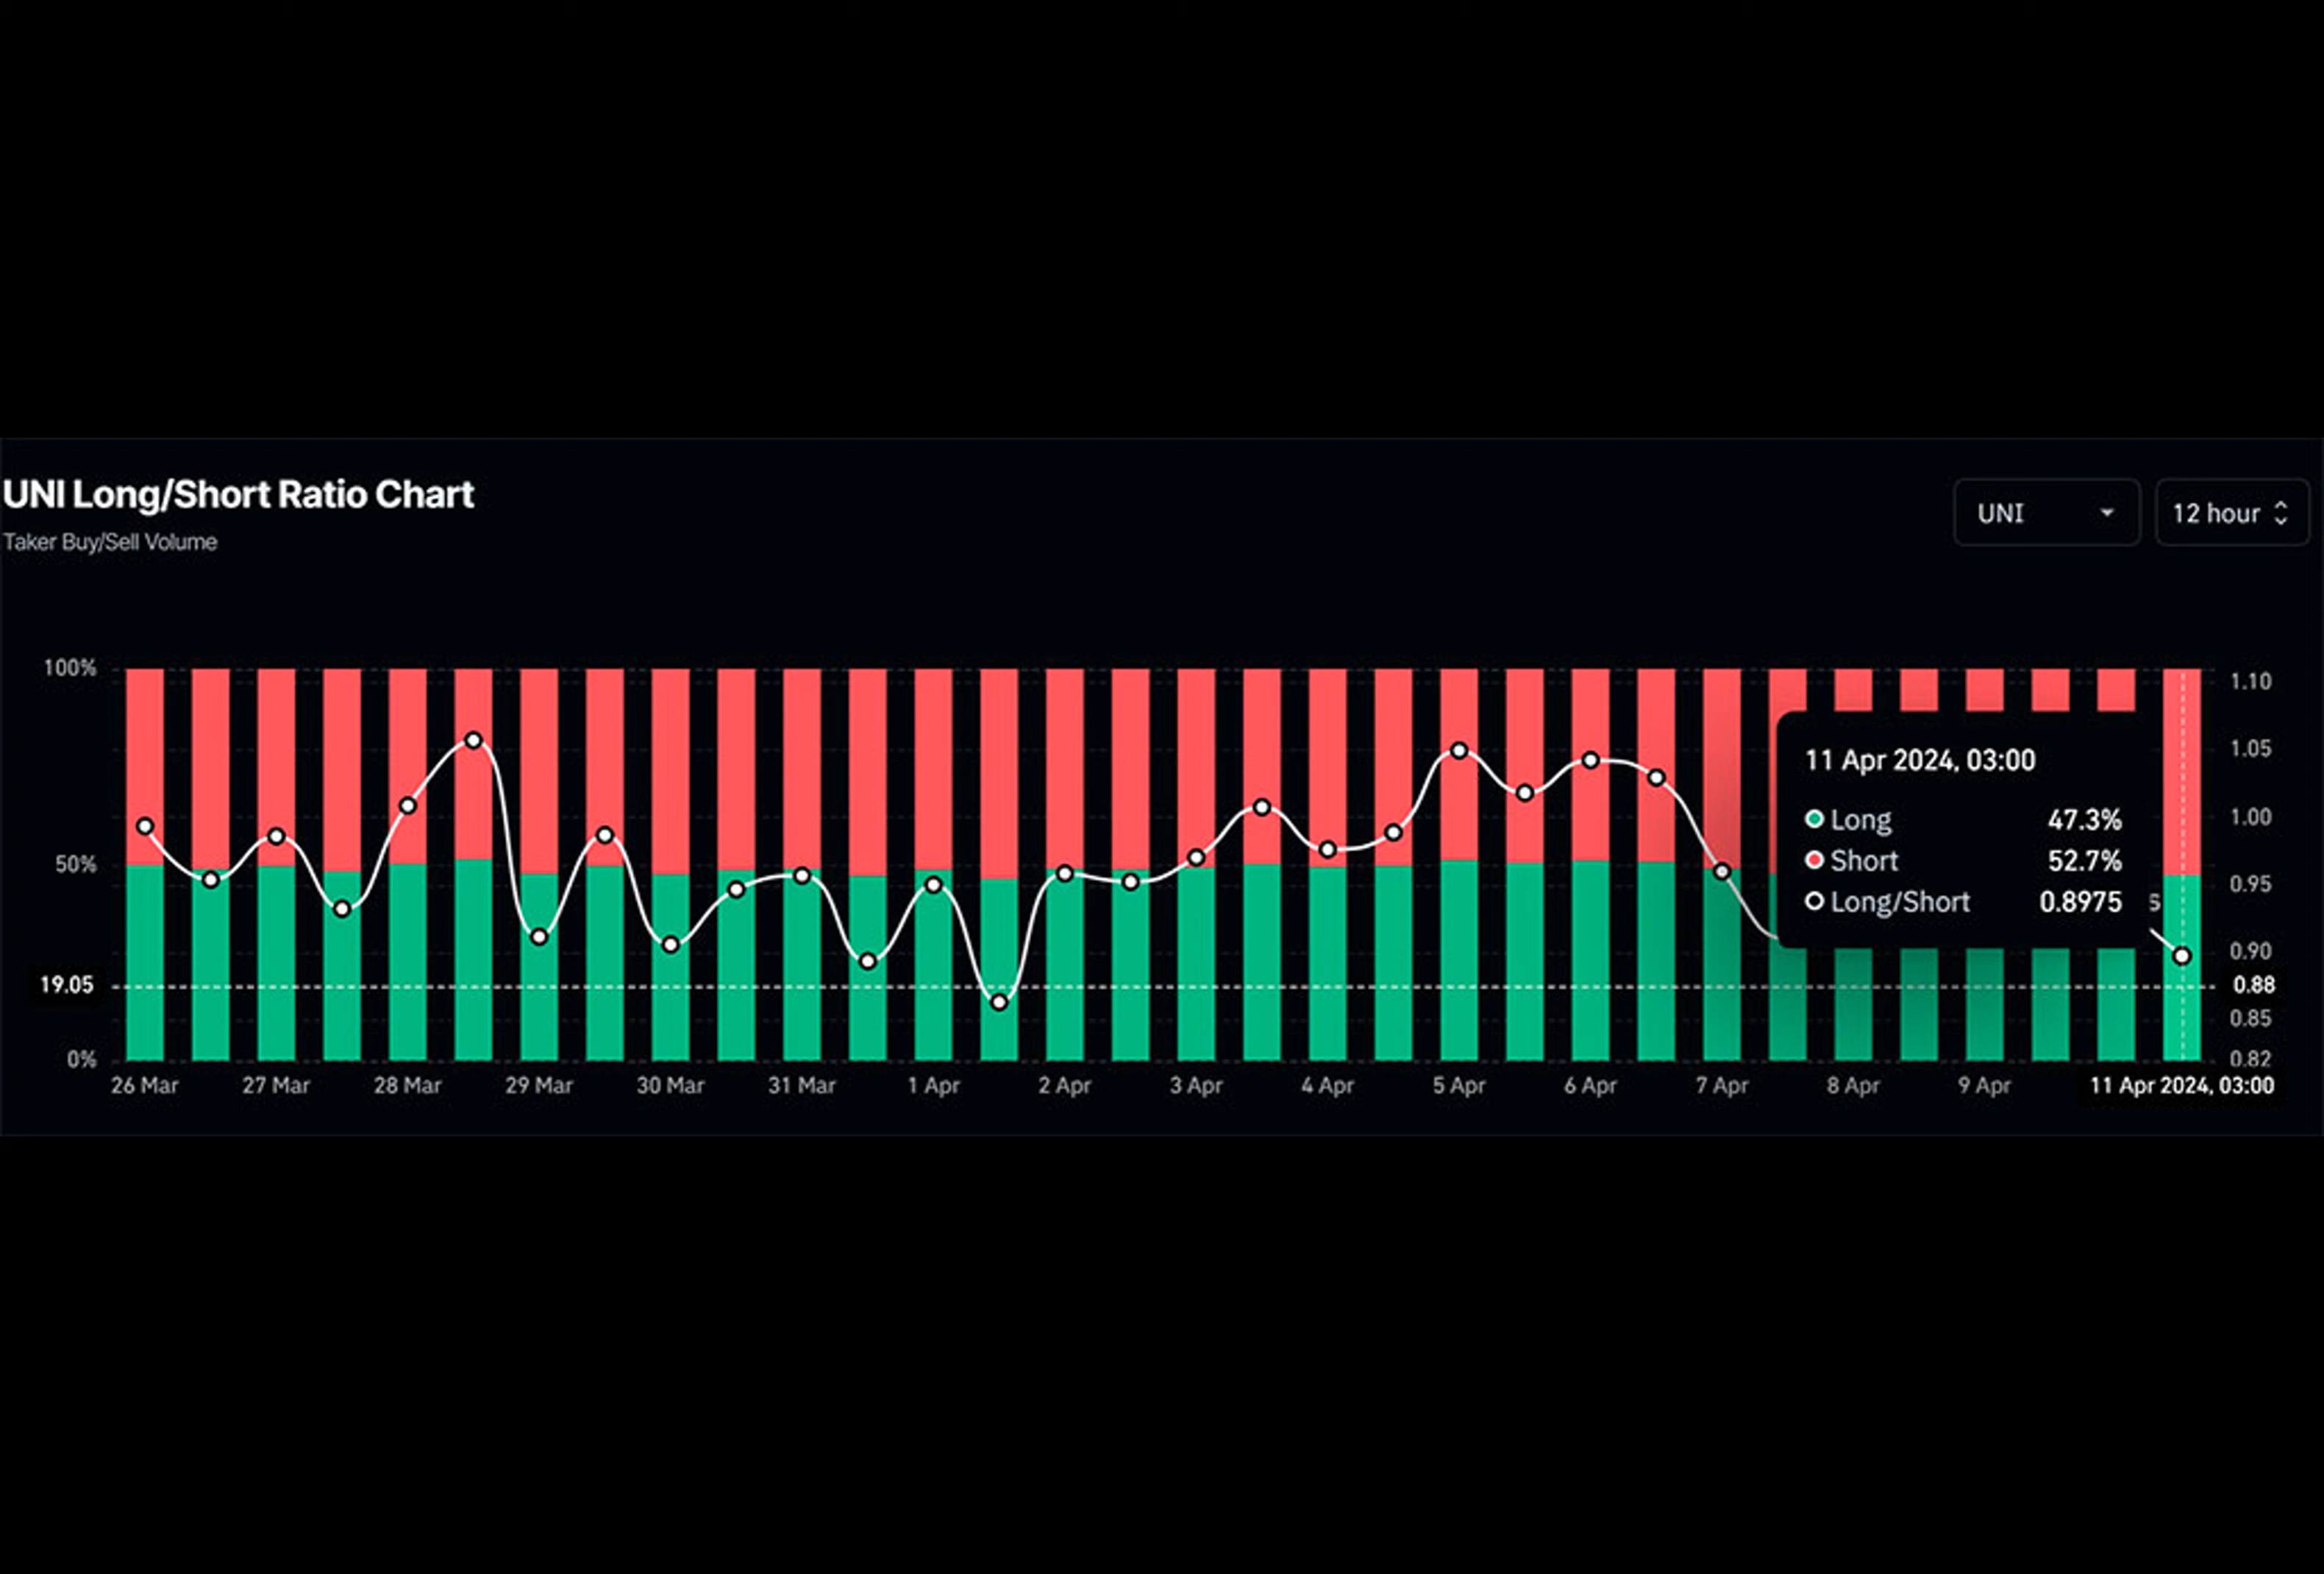 UNI Long/Short Ratio Chart
Taker Buy/Sell Volume
UNI
12 hour
100%
50%
19.05
0%
1.10
1.05
1.00
0.95
0.90
0.88
0.85
0.82
11 Apr 2024, 03:00
Long 47.3%
Short 52.7%
Long/Short 0.8975
s
26 Mar 27 Mar 28 Mar 29 Mar 30 Mar 31 Mar 1 Apr 2 Apr 3 Apr 4 Apr 5 Apr 6 Apr 7 Apr 8 Apr 9 Apr 11 Apr 2024, 03:00